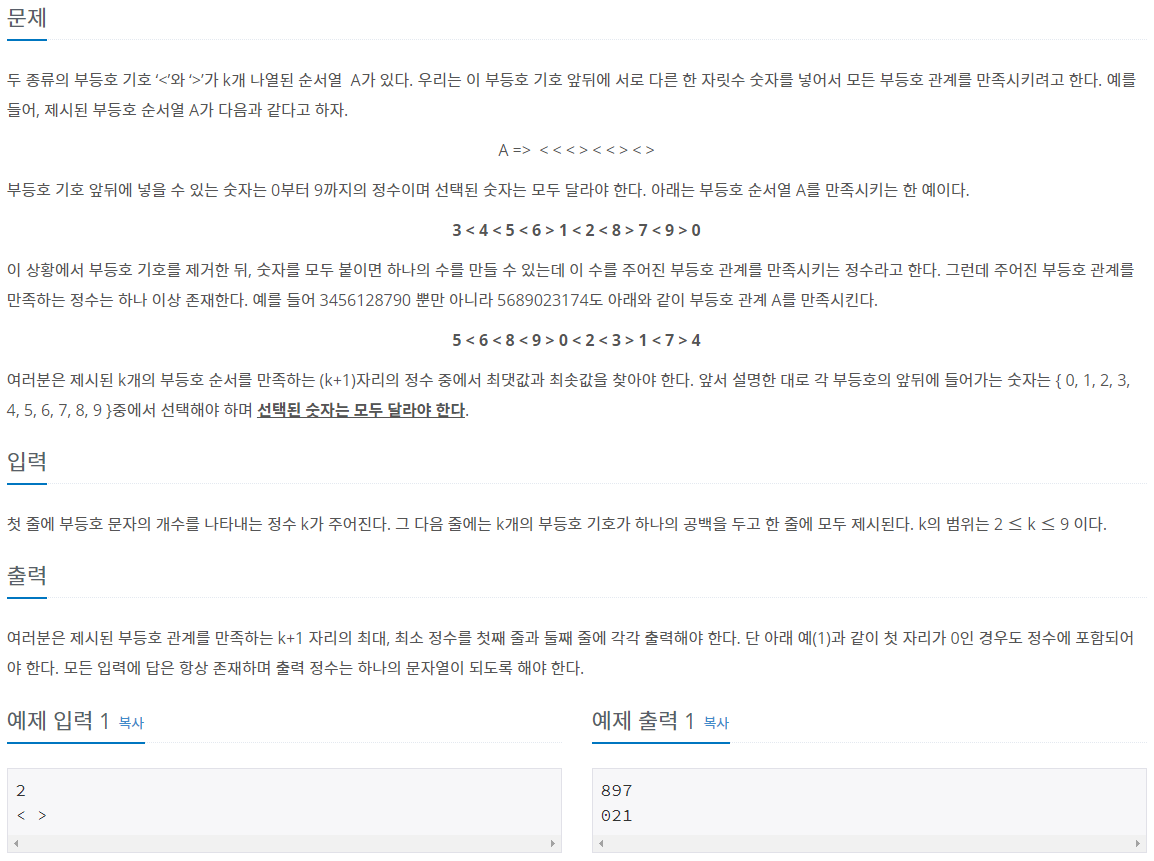 문제
두 종류의 부등호 기호 ‘<’와 ‘>’가 k개 나열된 순서열 A가 있다. 우리는 이 부등호 기호 앞뒤에 서로 다른 한 자릿수 숫자를 넣어서 모든 부등호 관계를 만족시키려고 한다. 예를
들어, 제시된 부등호 순서열 A가 다음과 같다고 하자.
A => < < < > < < > < >
부등호 기호 앞뒤에 넣을 수 있는 숫자는 0부터 9까지의 정수이며 선택된 숫자는 모두 달라야 한다. 아래는 부등호 순서열 A를 만족시키는 한 예이다.
3 < 4 < 5 < 6 > 1 < 2 < 8 > 7 < 9 > 0
이 상황에서 부등호 기호를 제거한 뒤, 숫자를 모두 붙이면 하나의 수를 만들 수 있는데 이 수를 주어진 부등호 관계를 만족시키는 정수라고 한다. 그런데 주어진 부등호 관계를
만족하는 정수는 하나 이상 존재한다. 예를 들어 3456128790 뿐만 아니라 5689023174도 아래와 같이 부등호 관계 A를 만족시킨다.
5 < 6 < 8 < 9 > 0 < 2 < 3 > 1 < 7 > 4
여러분은 제시된 k개의 부등호 순서를 만족하는 (k+1)자리의 정수 중에서 최댓값과 최솟값을 찾아야 한다. 앞서 설명한 대로 각 부등호의 앞뒤에 들어가는 숫자는 { 0, 1, 2, 3,
4, 5, 6, 7, 8, 9 }중에서 선택해야 하며 선택된 숫자는 모두 달라야 한다.
입력
첫 줄에 부등호 문자의 개수를 나타내는 정수 k가 주어진다. 그 다음 줄에는 k개의 부등호 기호가 하나의 공백을 두고 한 줄에 모두 제시된다. k의 범위는 2 ≤ k ≤ 9 이다.
출력
여러분은 제시된 부등호 관계를 만족하는 k+1 자리의 최대, 최소 정수를 첫째 줄과 둘째 줄에 각각 출력해야 한다. 단 아래 예(1)과 같이 첫 자리가 0인 경우도 정수에 포함되어
야 한다. 모든 입력에 답은 항상 존재하며 출력 정수는 하나의 문자열이 되도록 해야 한다.
예제 입력 1 복사
2
< >
예제 출력 1 복사
897
021